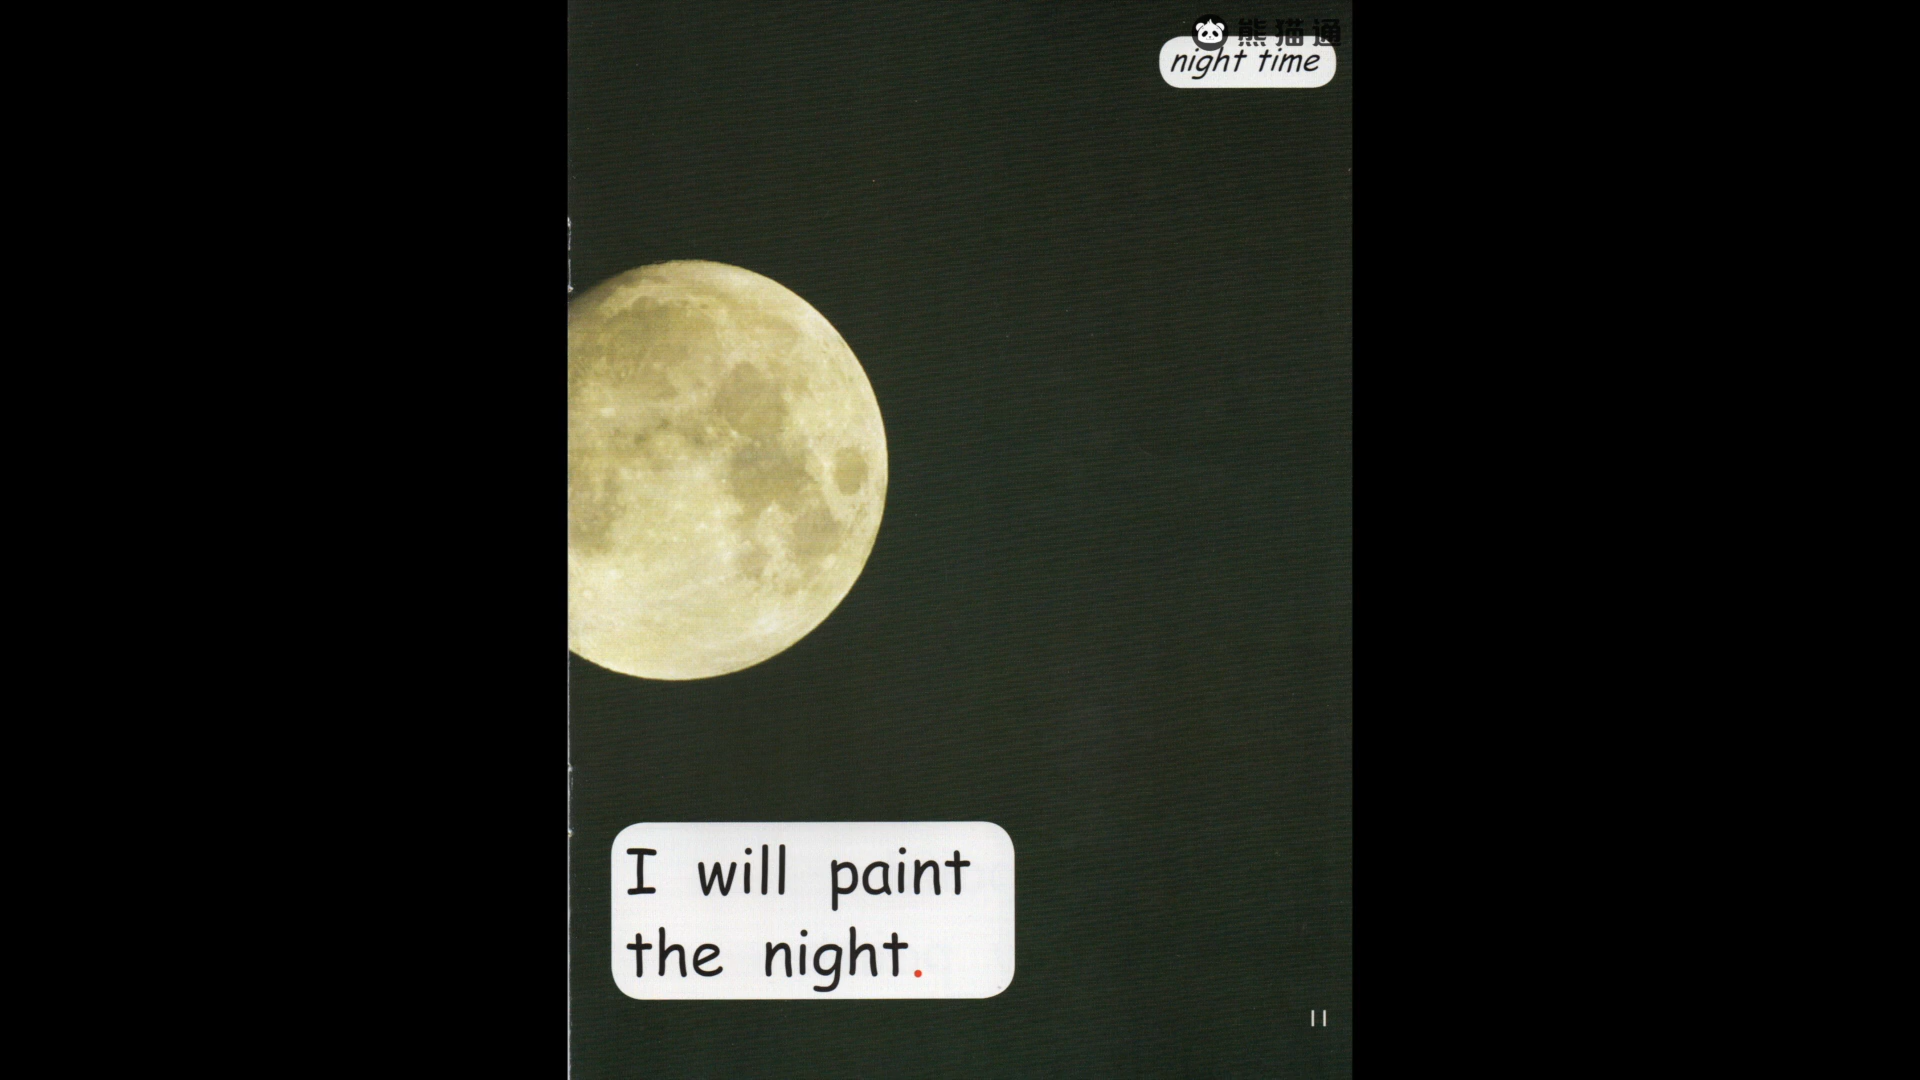 熊猫通
night time
I will paint
the night.
11